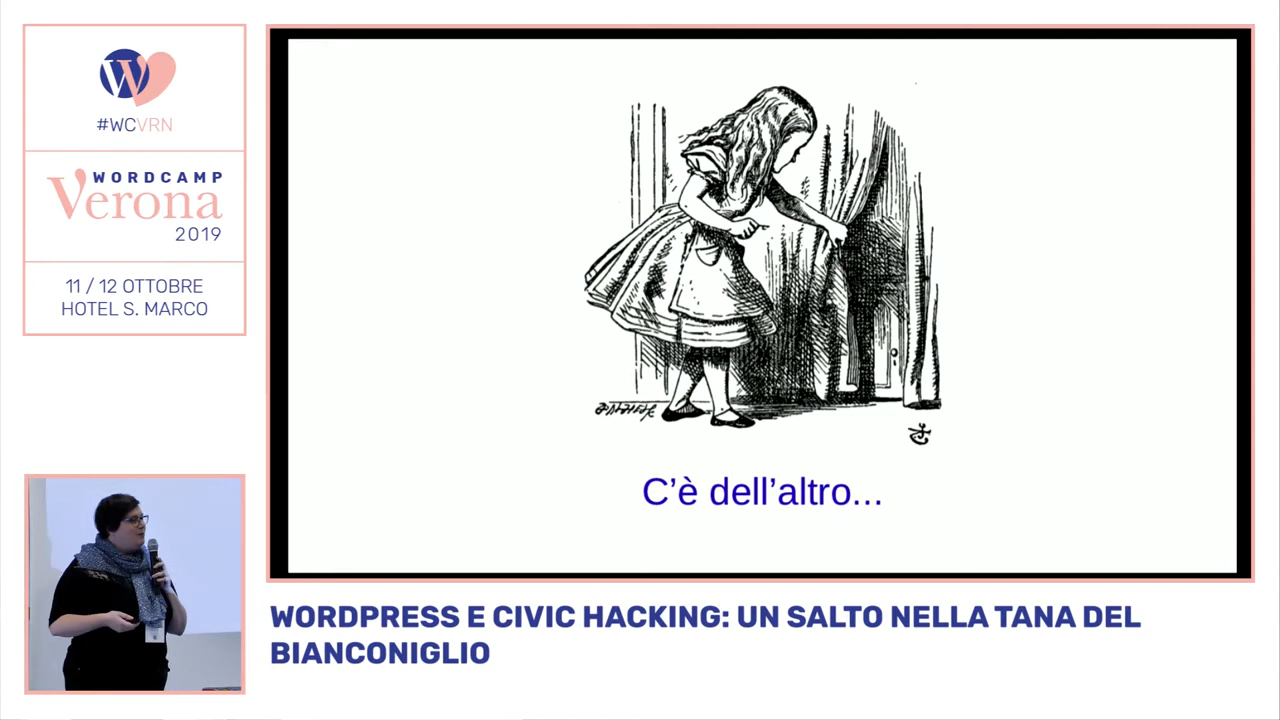 #WCVRN
WORDCAMP
Verona
2019
11 / 12 OTTOBRE
HOTEL S. MARCO
C'è dell'altro...
WORDPRESS E CIVIC HACKING: UN SALTO NELLA TANA DEL
BIANCONIGLIO